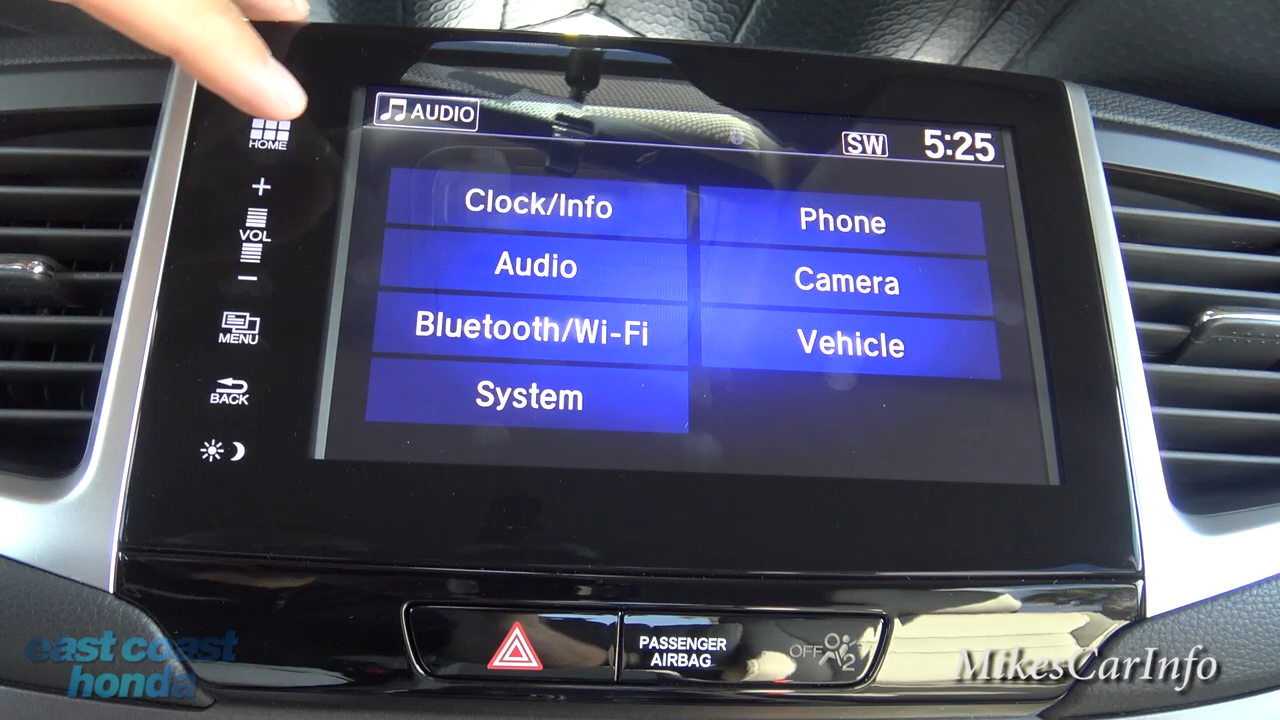 AUDIO
SW 5:25
HOME
+
VOL
−
MENU
BACK
Clock/Info
Phone
Audio
Camera
Bluetooth/Wi-Fi
Vehicle
System
PASSENGER
AIRBAG
OFF
2
east coast
honda
MikesCarInfo